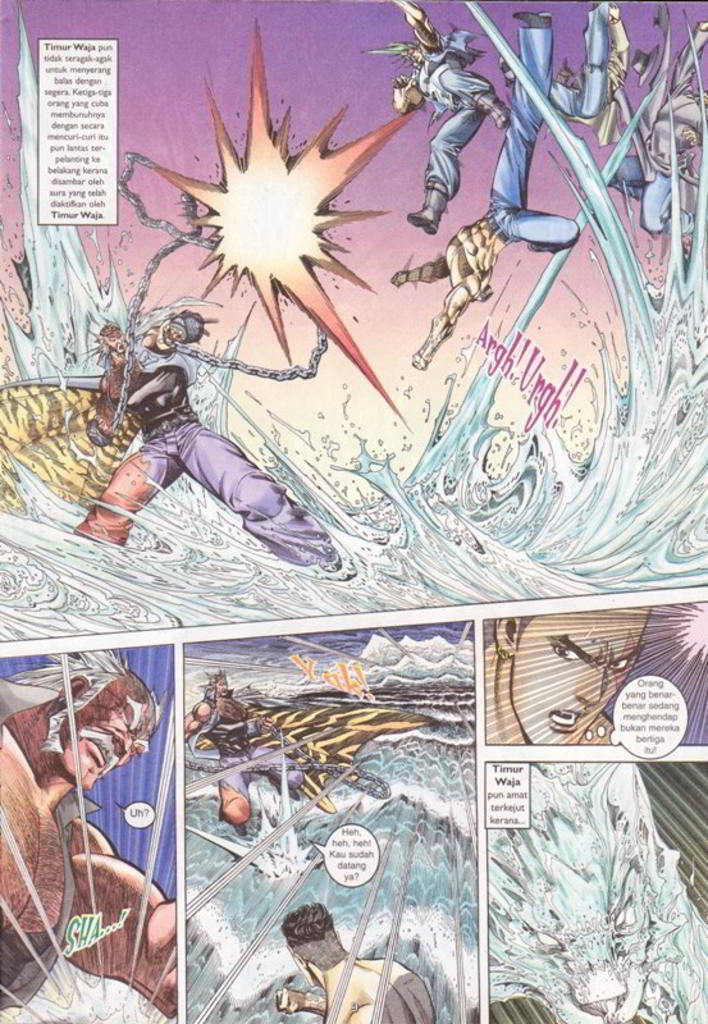 Timur Waja pun
tidak teragak-agak
untuk menyerang
balas dengan
segera. Ketiga-tiga
orang yang cuba
membunuhnya
dengan secara
mencuri-curi itu
pun lantas ter-
pelanting ke
belakang kerana
disambar oleh
aura yang telah
diaktifkan oleh
Timur Waja.
Argh!! Urgh!!
Uh?
SHA...!
Heh,
heh, heh!
Kau sudah
datang
ya?
Orang
yang benar-
benar sedang
menghendap
bukan mereka
bertiga
itu!
Timur
Waja
pun amat
terkejut
kerana...
9